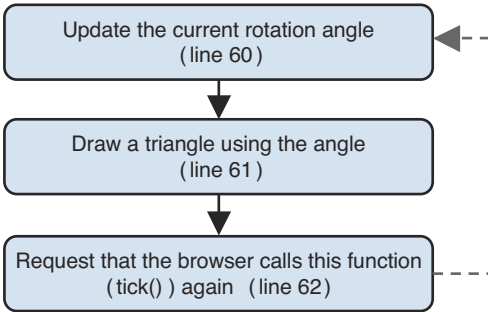 Update the current rotation angle
(line 60)
Draw a triangle using the angle
(line 61)
Request that the browser calls this function
(tick()) again (line 62)